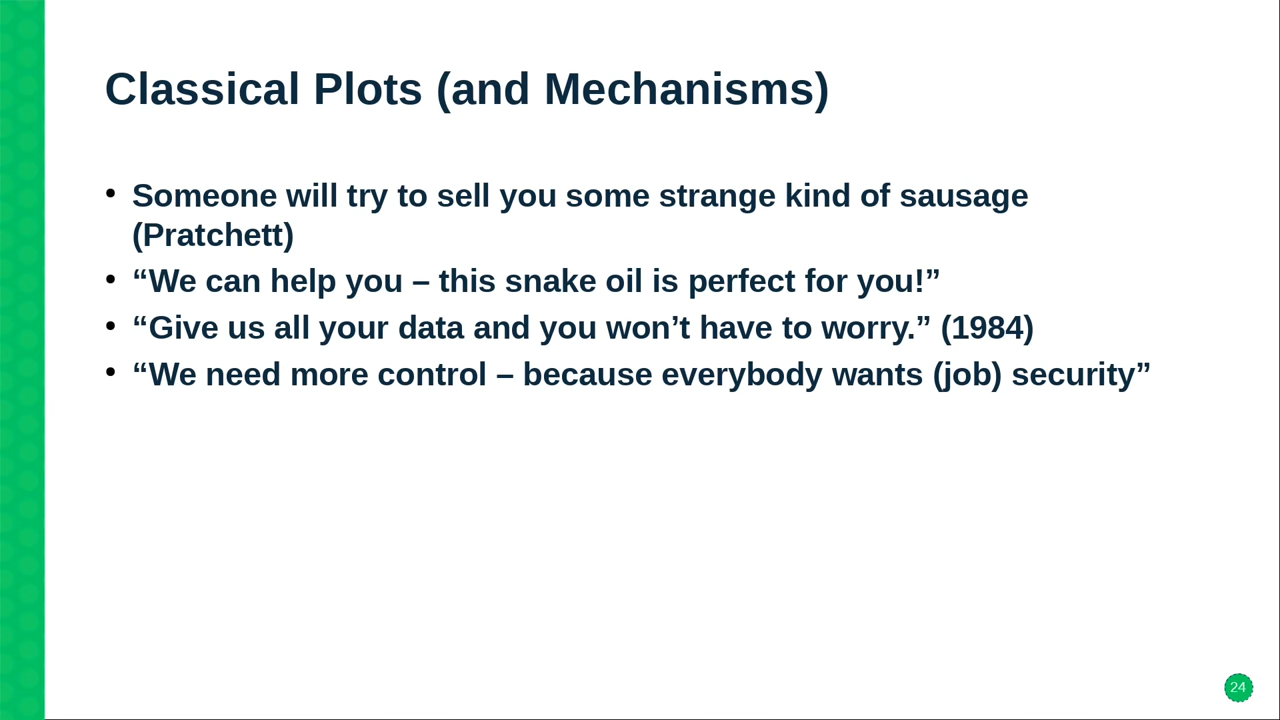 Classical Plots (and Mechanisms)
• Someone will try to sell you some strange kind of sausage
(Pratchett)
• “We can help you – this snake oil is perfect for you!”
• “Give us all your data and you won’t have to worry.” (1984)
• “We need more control – because everybody wants (job) security”
24